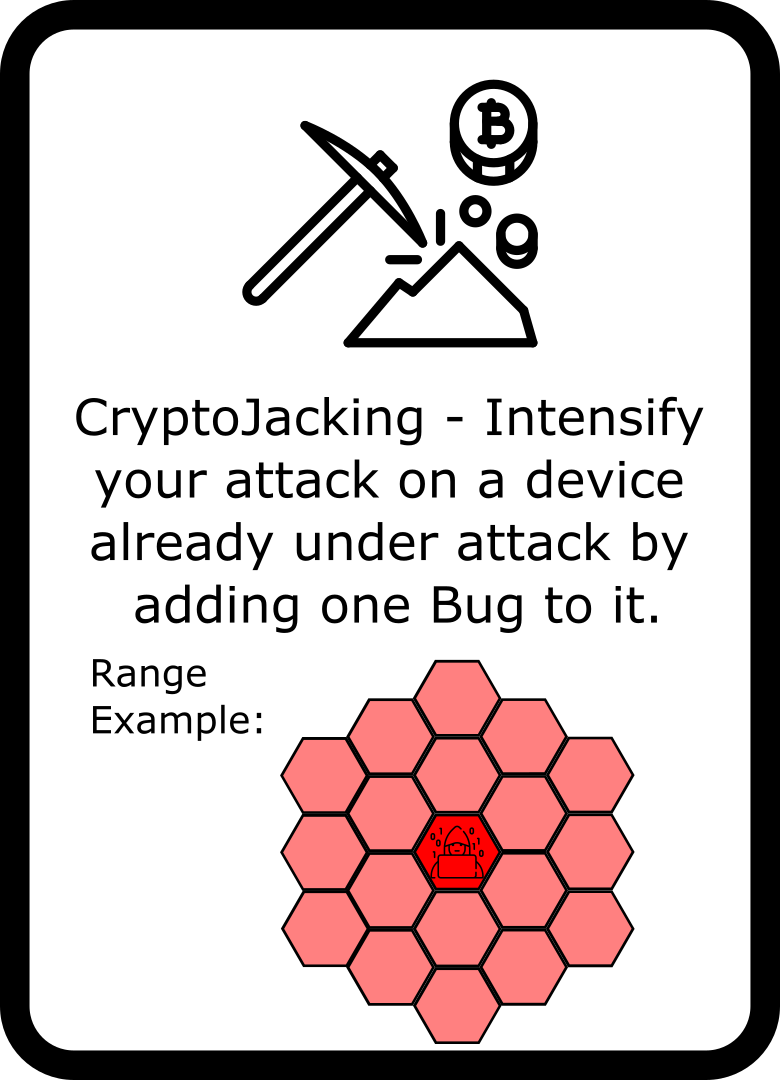 CryptoJacking - Intensify
your attack on a device
already under attack by
adding one Bug to it.
Range
Example: